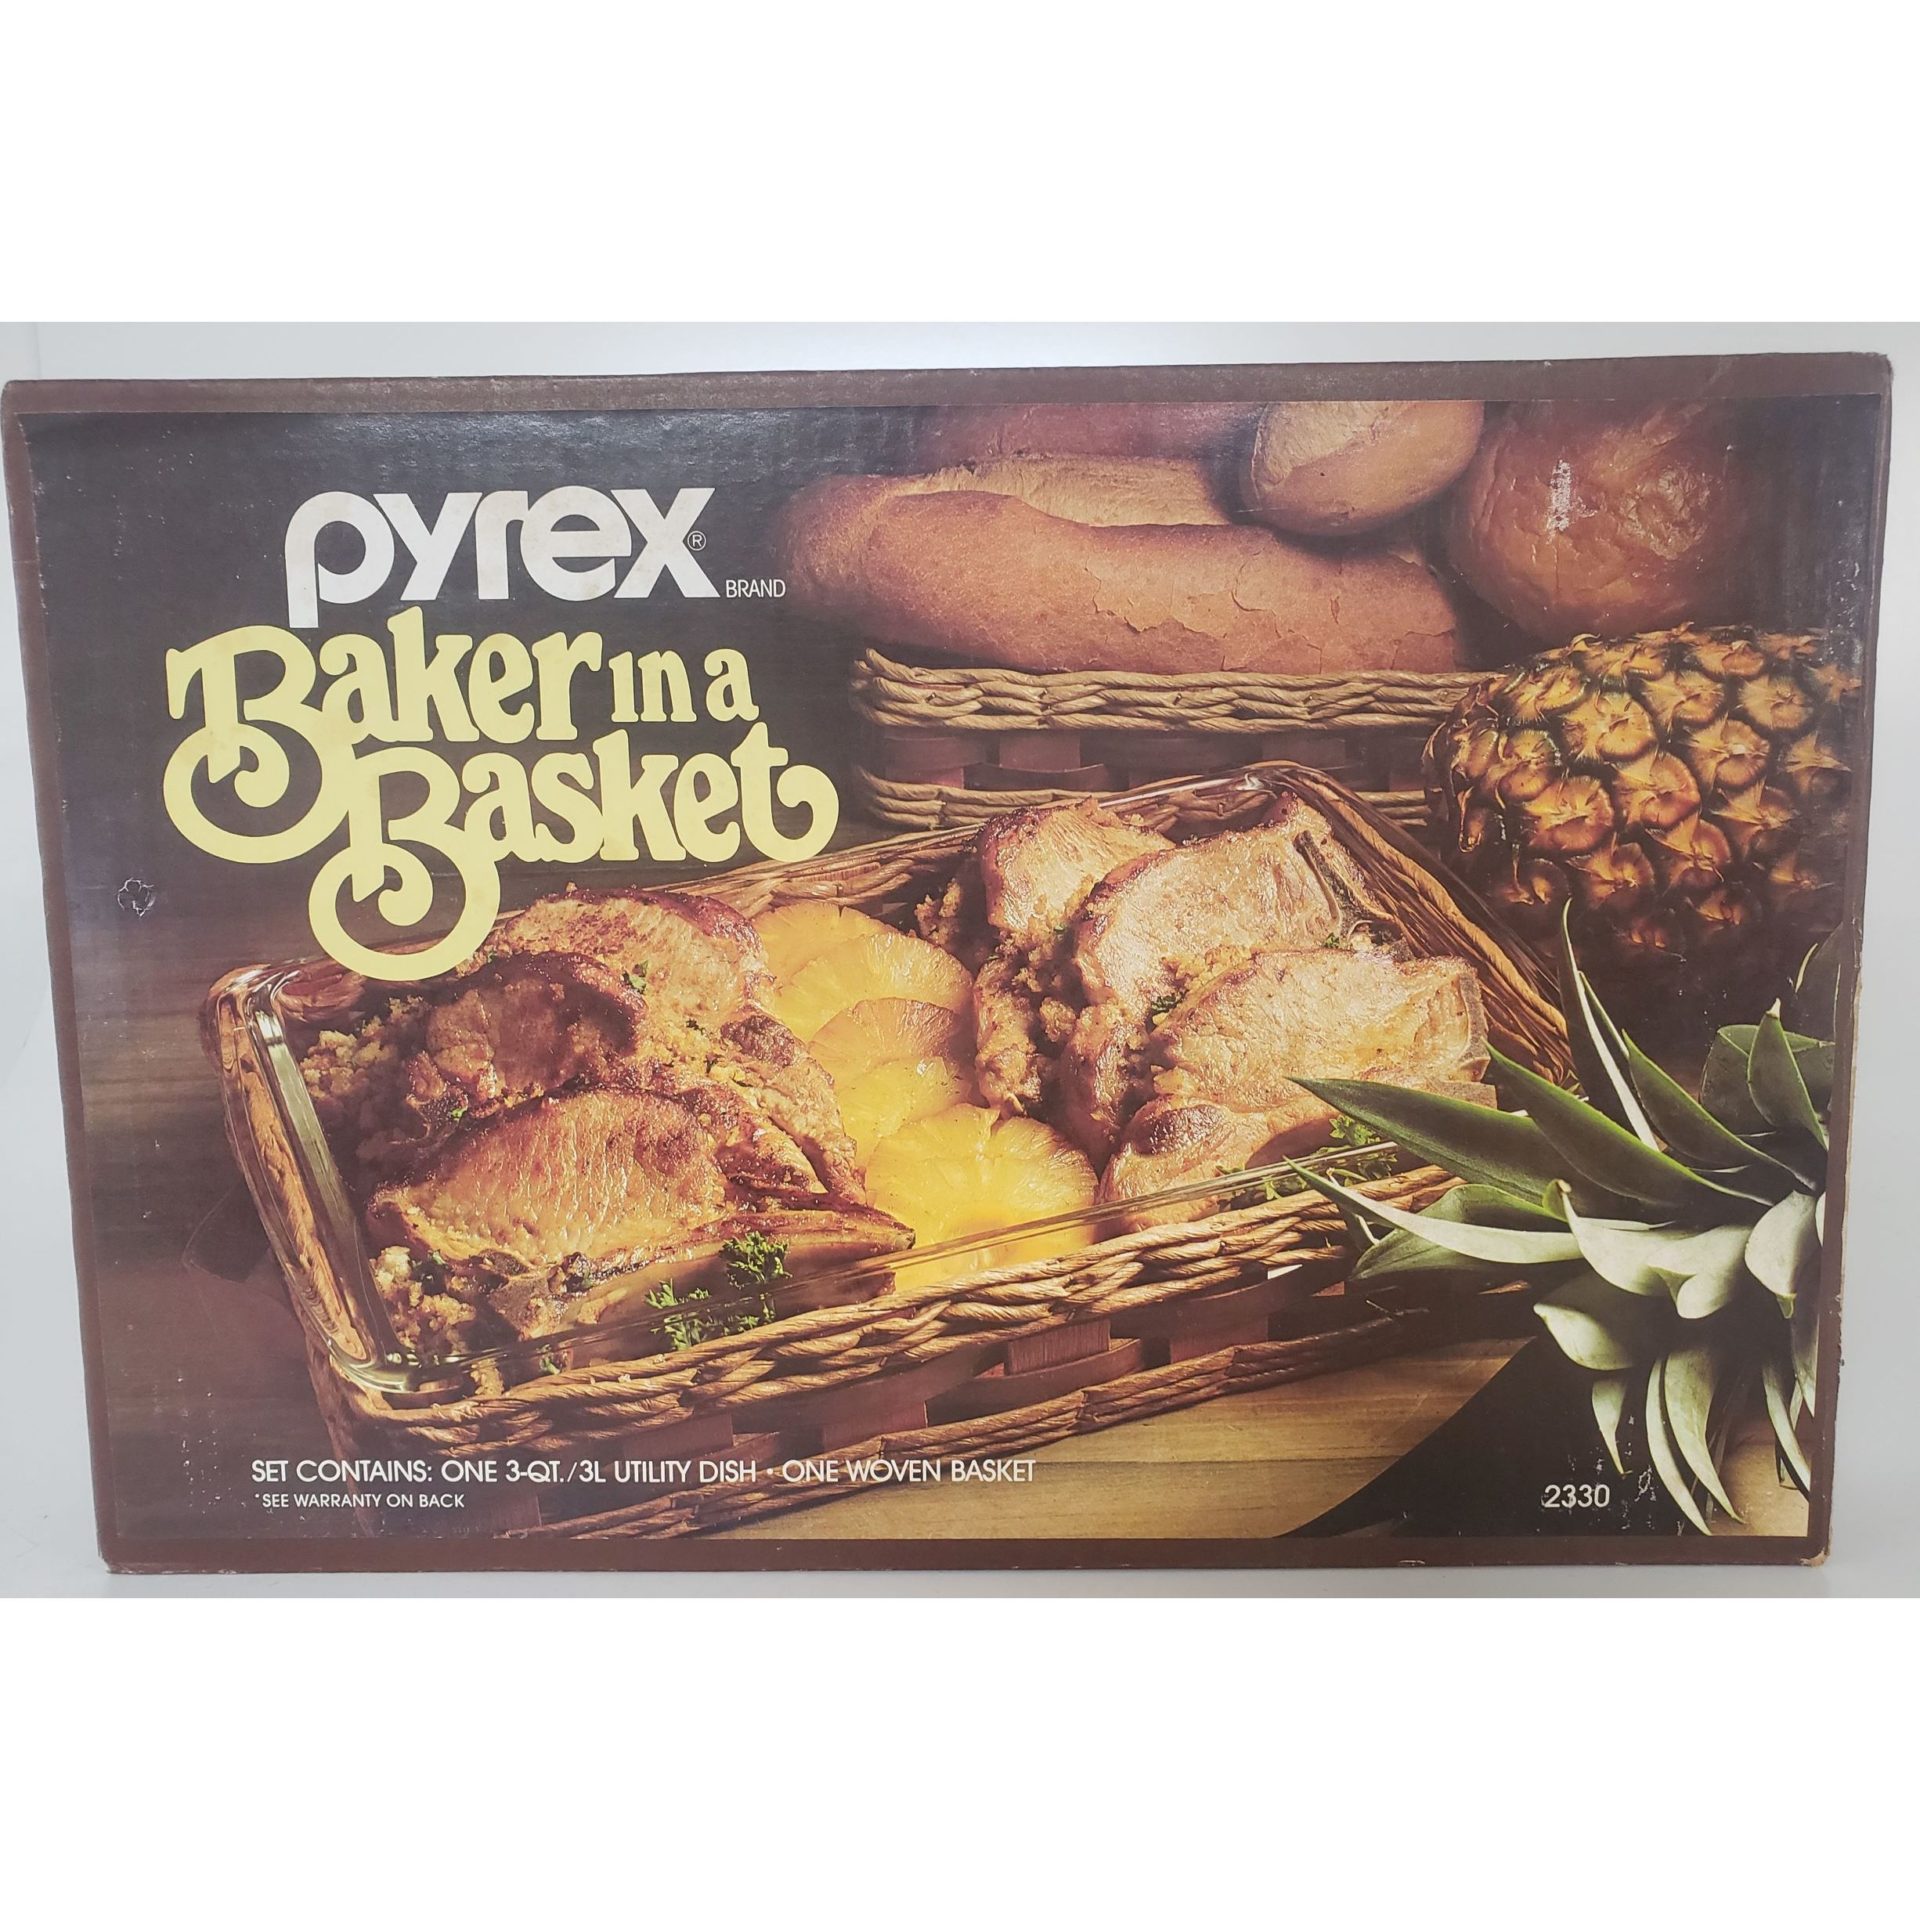 pyrex® BRAND
Baker in a
Basket
SET CONTAINS: ONE 3-QT./3L UTILITY DISH • ONE WOVEN BASKET
*SEE WARRANTY ON BACK
2330